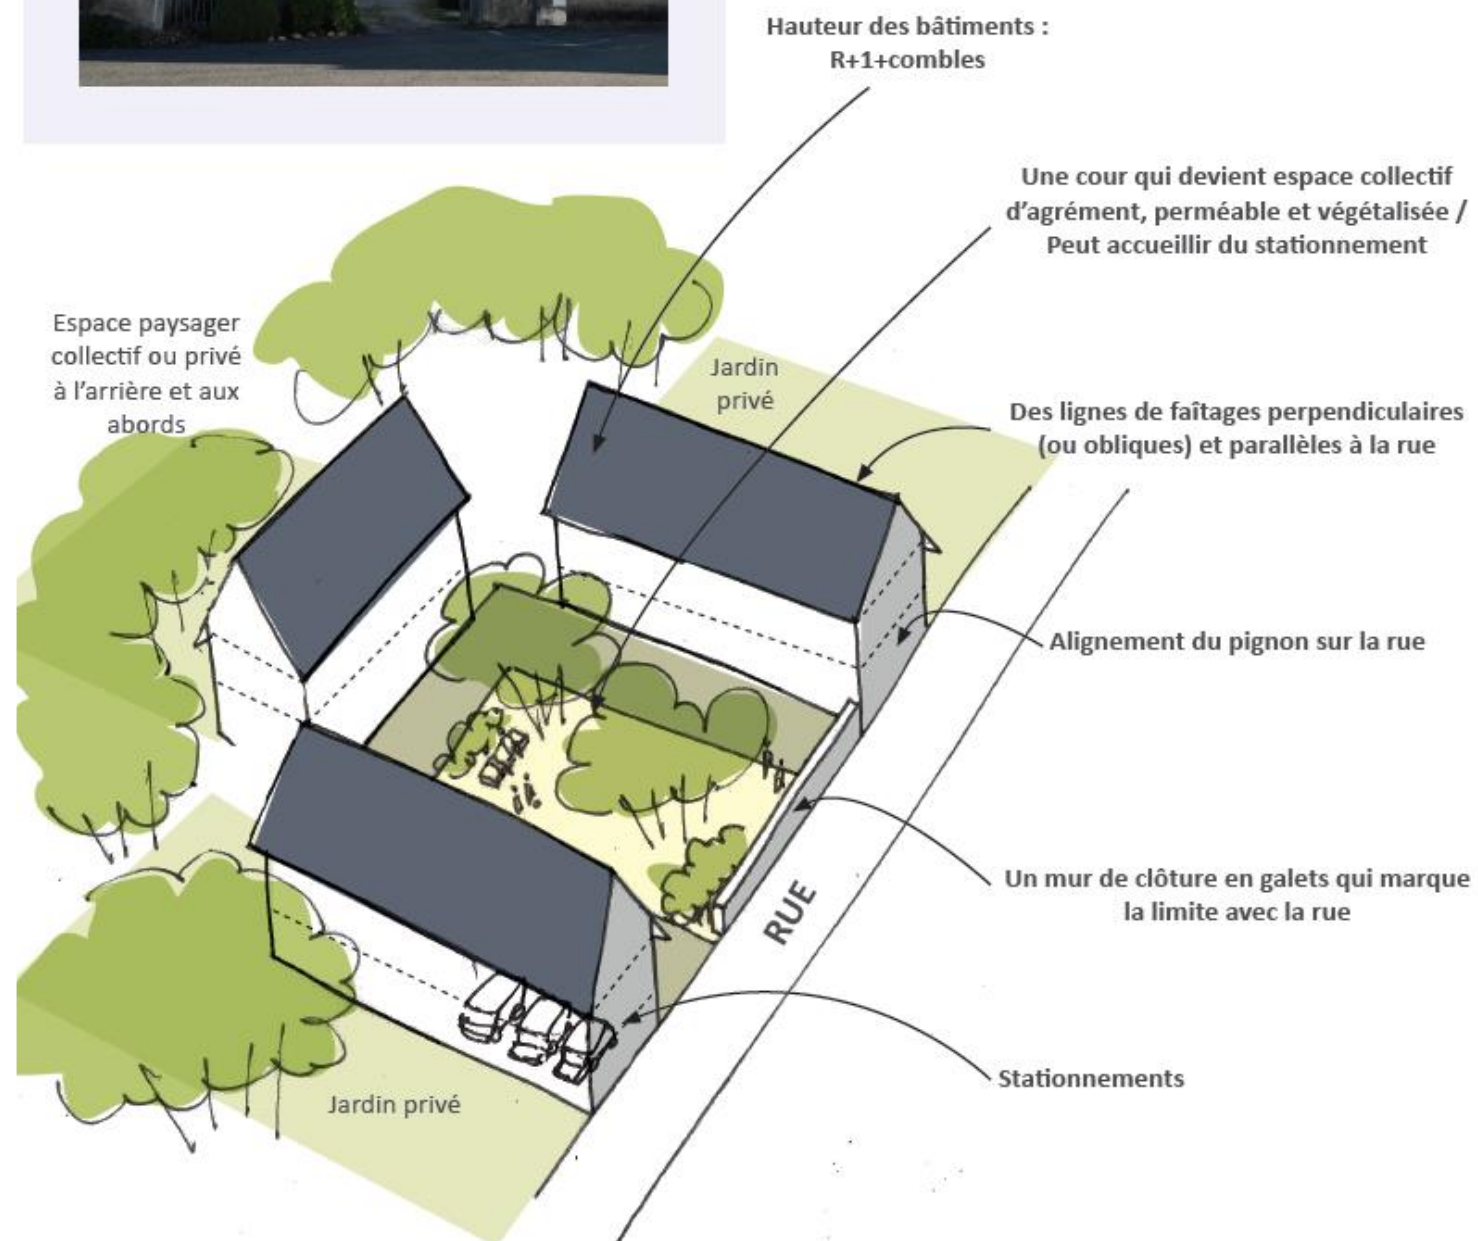 Hauteur des bâtiments :
R+1+combles
Une cour qui devient espace collectif
d'agrément, perméable et végétalisée /
Peut accueillir du stationnement
Espace paysager
collectif ou privé
à l'arrière et aux
abords
Jardin
privé
Des lignes de faîtages perpendiculaires
(ou obliques) et parallèles à la rue
Alignement du pignon sur la rue
Un mur de clôture en galets qui marque
la limite avec la rue
RUE
Stationnements
Jardin privé